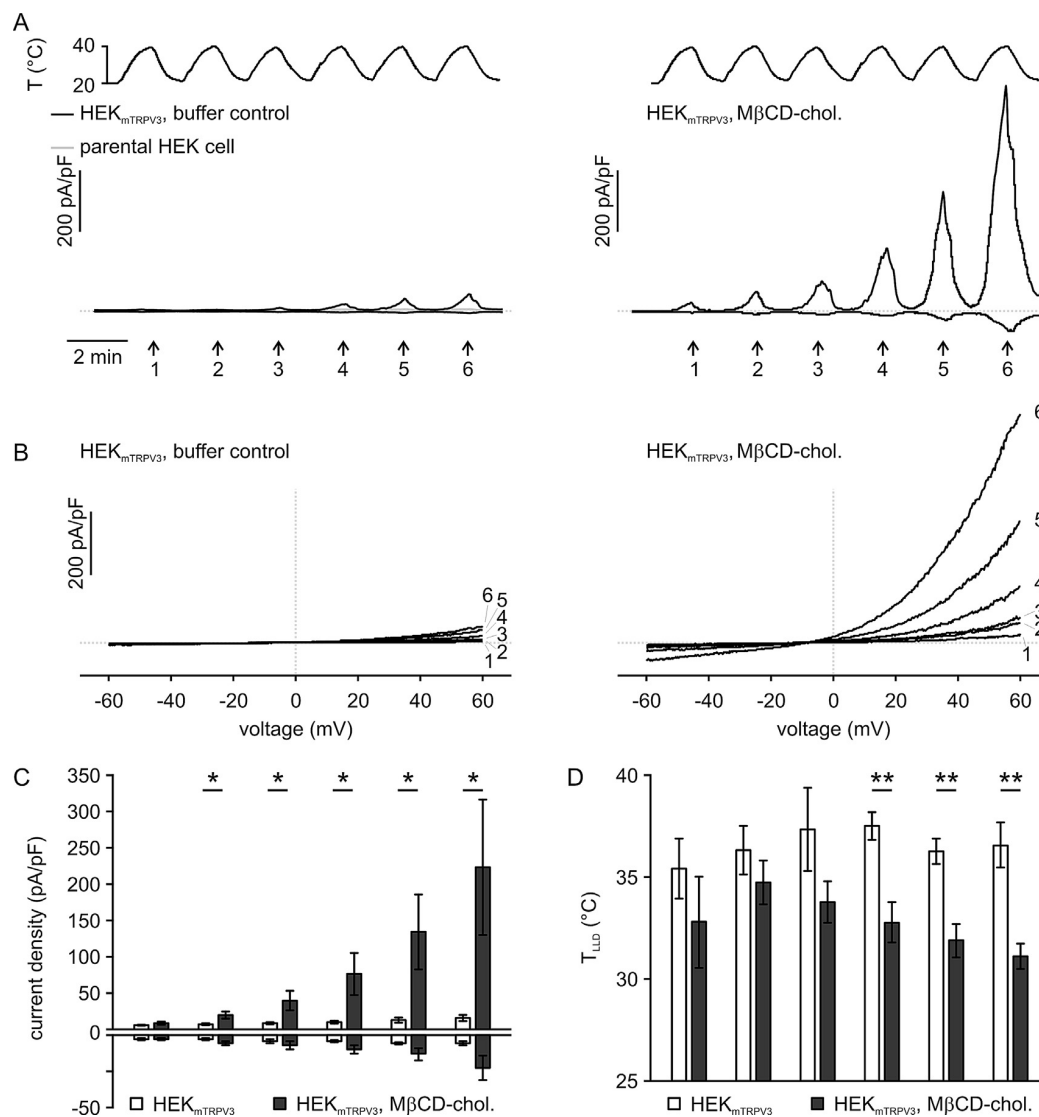 A
T (°C)
40
20
HEKmTRPV3, buffer control
parental HEK cell
200 pA/pF
2 min
1 2 3 4 5 6
HEKmTRPV3, MβCD-chol.
200 pA/pF
1 2 3 4 5 6
B
HEKmTRPV3, buffer control
200 pA/pF
6 5
4
3
2
1
-60 -40 -20 0 20 40 60
voltage (mV)
HEKmTRPV3, MβCD-chol.
6
5
4
3
2
1
-60 -40 -20 0 20 40 60
voltage (mV)
C
current density (pA/pF)
350
300
250
200
150
100
50
0
-50
* * * * *
HEKmTRPV3 HEKmTRPV3, MβCD-chol.
D
TLLD (°C)
40
35
30
25
** ** **
HEKmTRPV3 HEKmTRPV3, MβCD-chol.